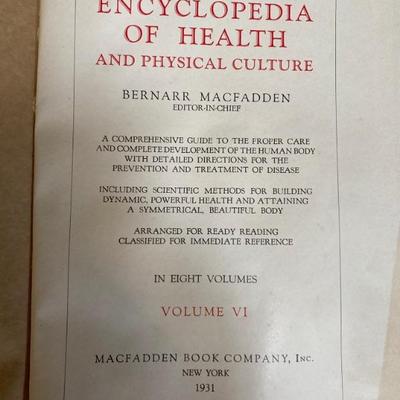 ENCYCLOPEDIA
OF HEALTH
AND PHYSICAL CULTURE
BERNARR MACFADDEN
EDITOR-IN-CHIEF
A COMPREHENSIVE GUIDE TO THE PROPER CARE
AND COMPLETE DEVELOPMENT OF THE HUMAN BODY
WITH DETAILED DIRECTIONS FOR THE
PREVENTION AND TREATMENT OF DISEASE
INCLUDING SCIENTIFIC METHODS FOR BUILDING
DYNAMIC, POWERFUL HEALTH AND ATTAINING
A SYMMETRICAL, BEAUTIFUL BODY
ARRANGED FOR READY READING
CLASSIFIED FOR IMMEDIATE REFERENCE
IN EIGHT VOLUMES
VOLUME VI
MACFADDEN BOOK COMPANY, INC.
NEW YORK
1931